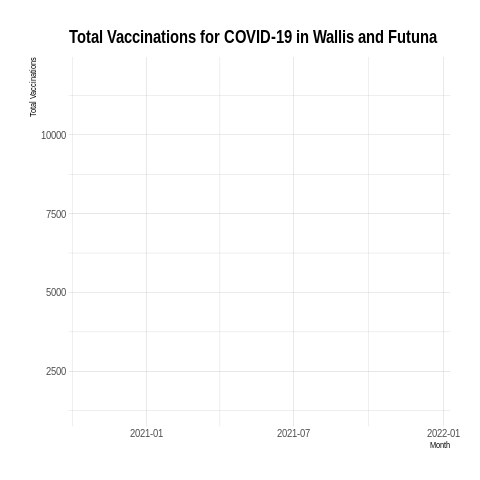 Total Vaccinations for COVID-19 in Wallis and Futuna
Total Vaccinations
10000
7500
5000
2500
2021-01
2021-07
2022-01
Month